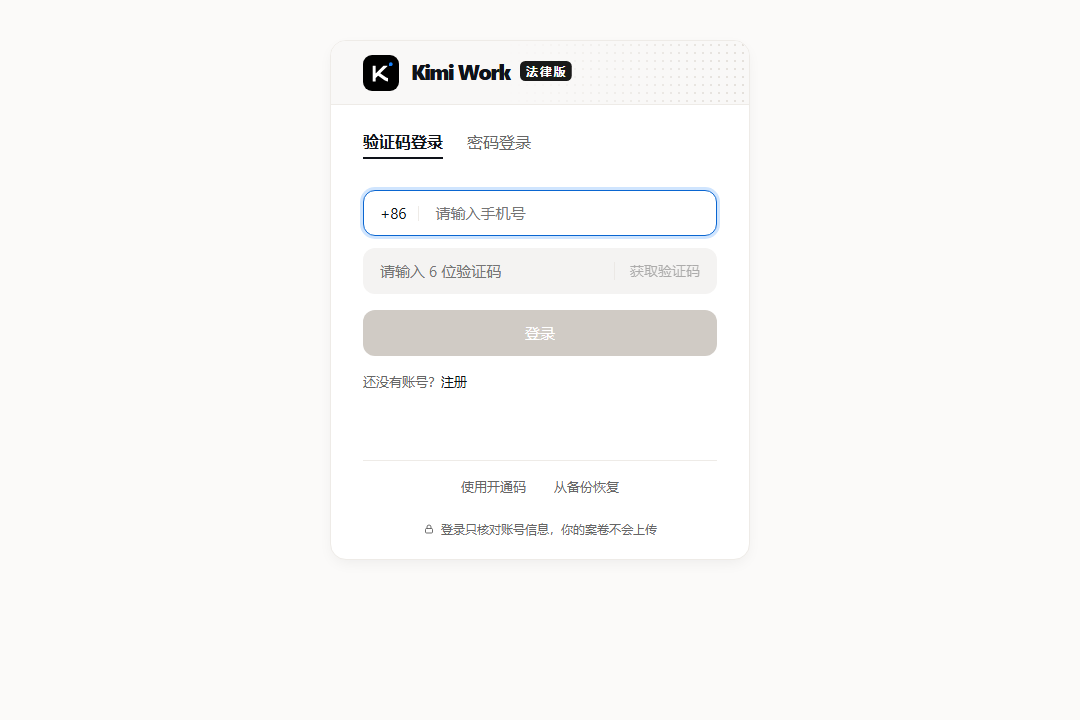 Kimi Work 法律版
验证码登录 密码登录
+86 请输入手机号
请输入 6 位验证码 获取验证码
登录
还没有账号？注册
使用开通码 从备份恢复
登录只核对账号信息，你的案卷不会上传